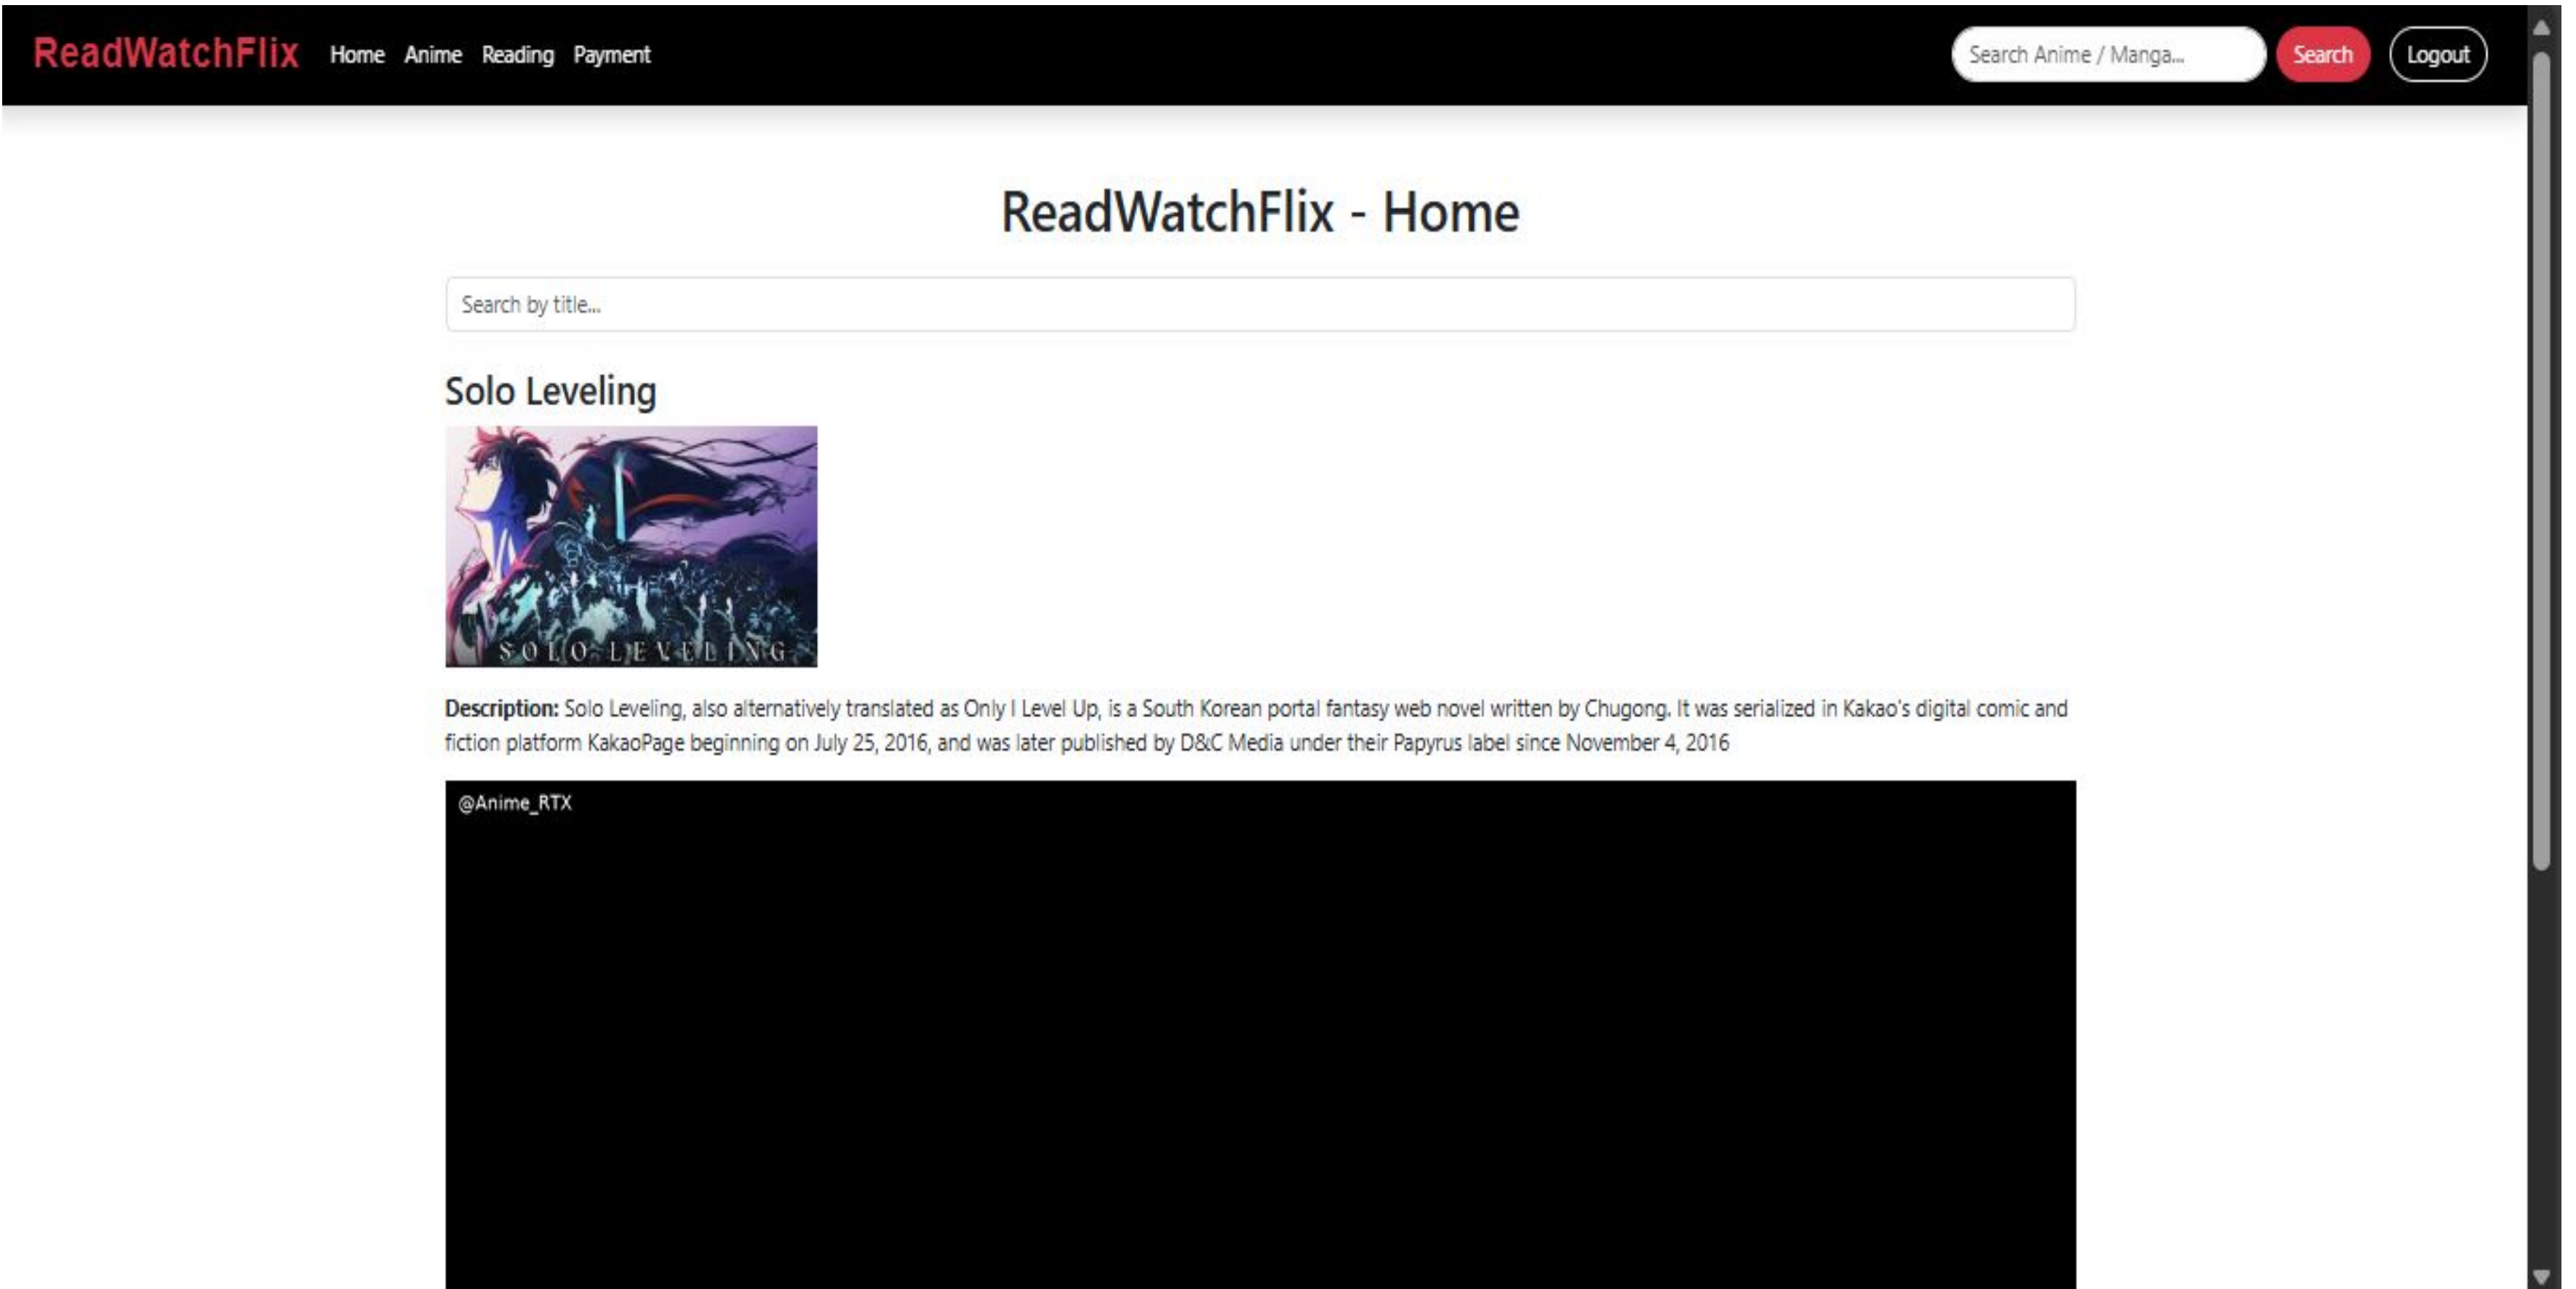 ReadWatchFlix Home Anime Reading Payment Search Anime / Manga... Search Logout
ReadWatchFlix - Home
Search by title...
Solo Leveling
SOLO LEVELING
Description: Solo Leveling, also alternatively translated as Only I Level Up, is a South Korean portal fantasy web novel written by Chugong. It was serialized in Kakao's digital comic and
fiction platform KakaoPage beginning on July 25, 2016, and was later published by D&C Media under their Papyrus label since November 4, 2016
@Anime_RTX